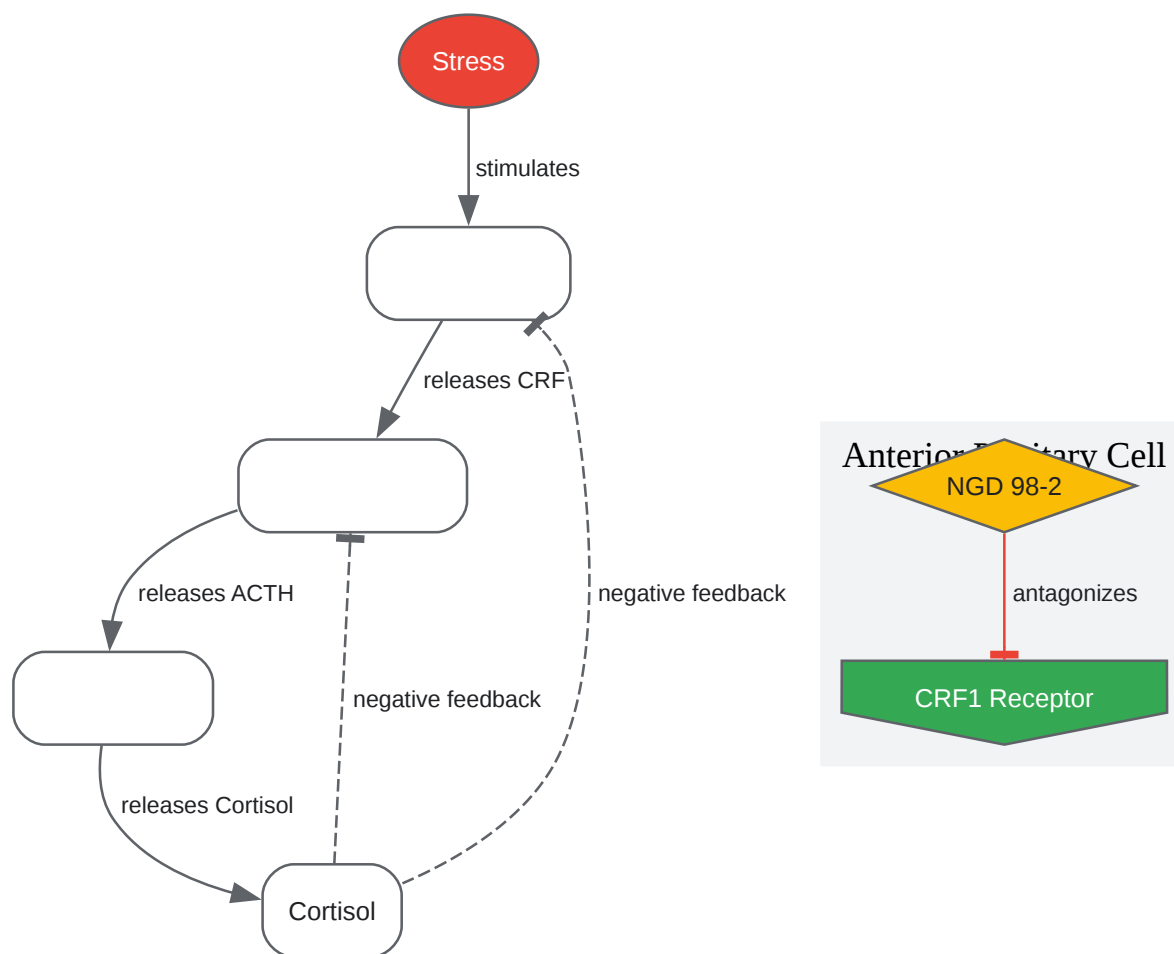 Stress
stimulates
releases CRF
Anterior Pituitary Cell
NGD 98-2
releases ACTH
negative feedback
antagonizes
negative feedback
CRF1 Receptor
releases Cortisol
Cortisol